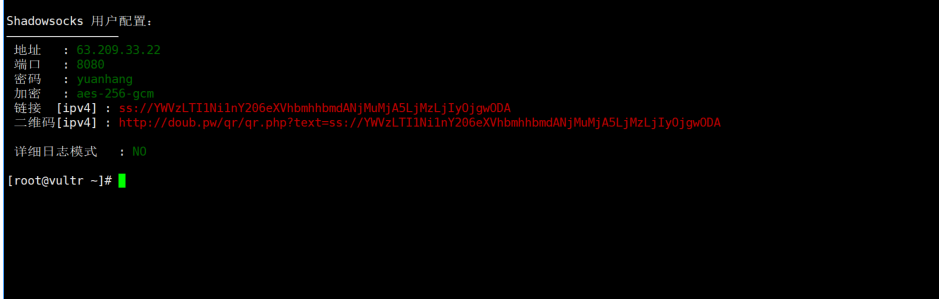 Shadowsocks 用户配置：
地址 : 63.209.33.22
端口 : 8080
密码 : yuanhang
加密 : aes-256-gcm
链接 [ipv4] : ss://YWVzLTI1Ni1nY206eXVhbmhhbmdANjMuMjA5LjMzLjIyOjgwODA
二维码[ipv4] : http://doub.pw/qr/qr.php?text=ss://YWVzLTI1Ni1nY206eXVhbmhhbmdANjMuMjA5LjMzLjIyOjgwODA
详细日志模式 : NO
[root@vultr ~]#